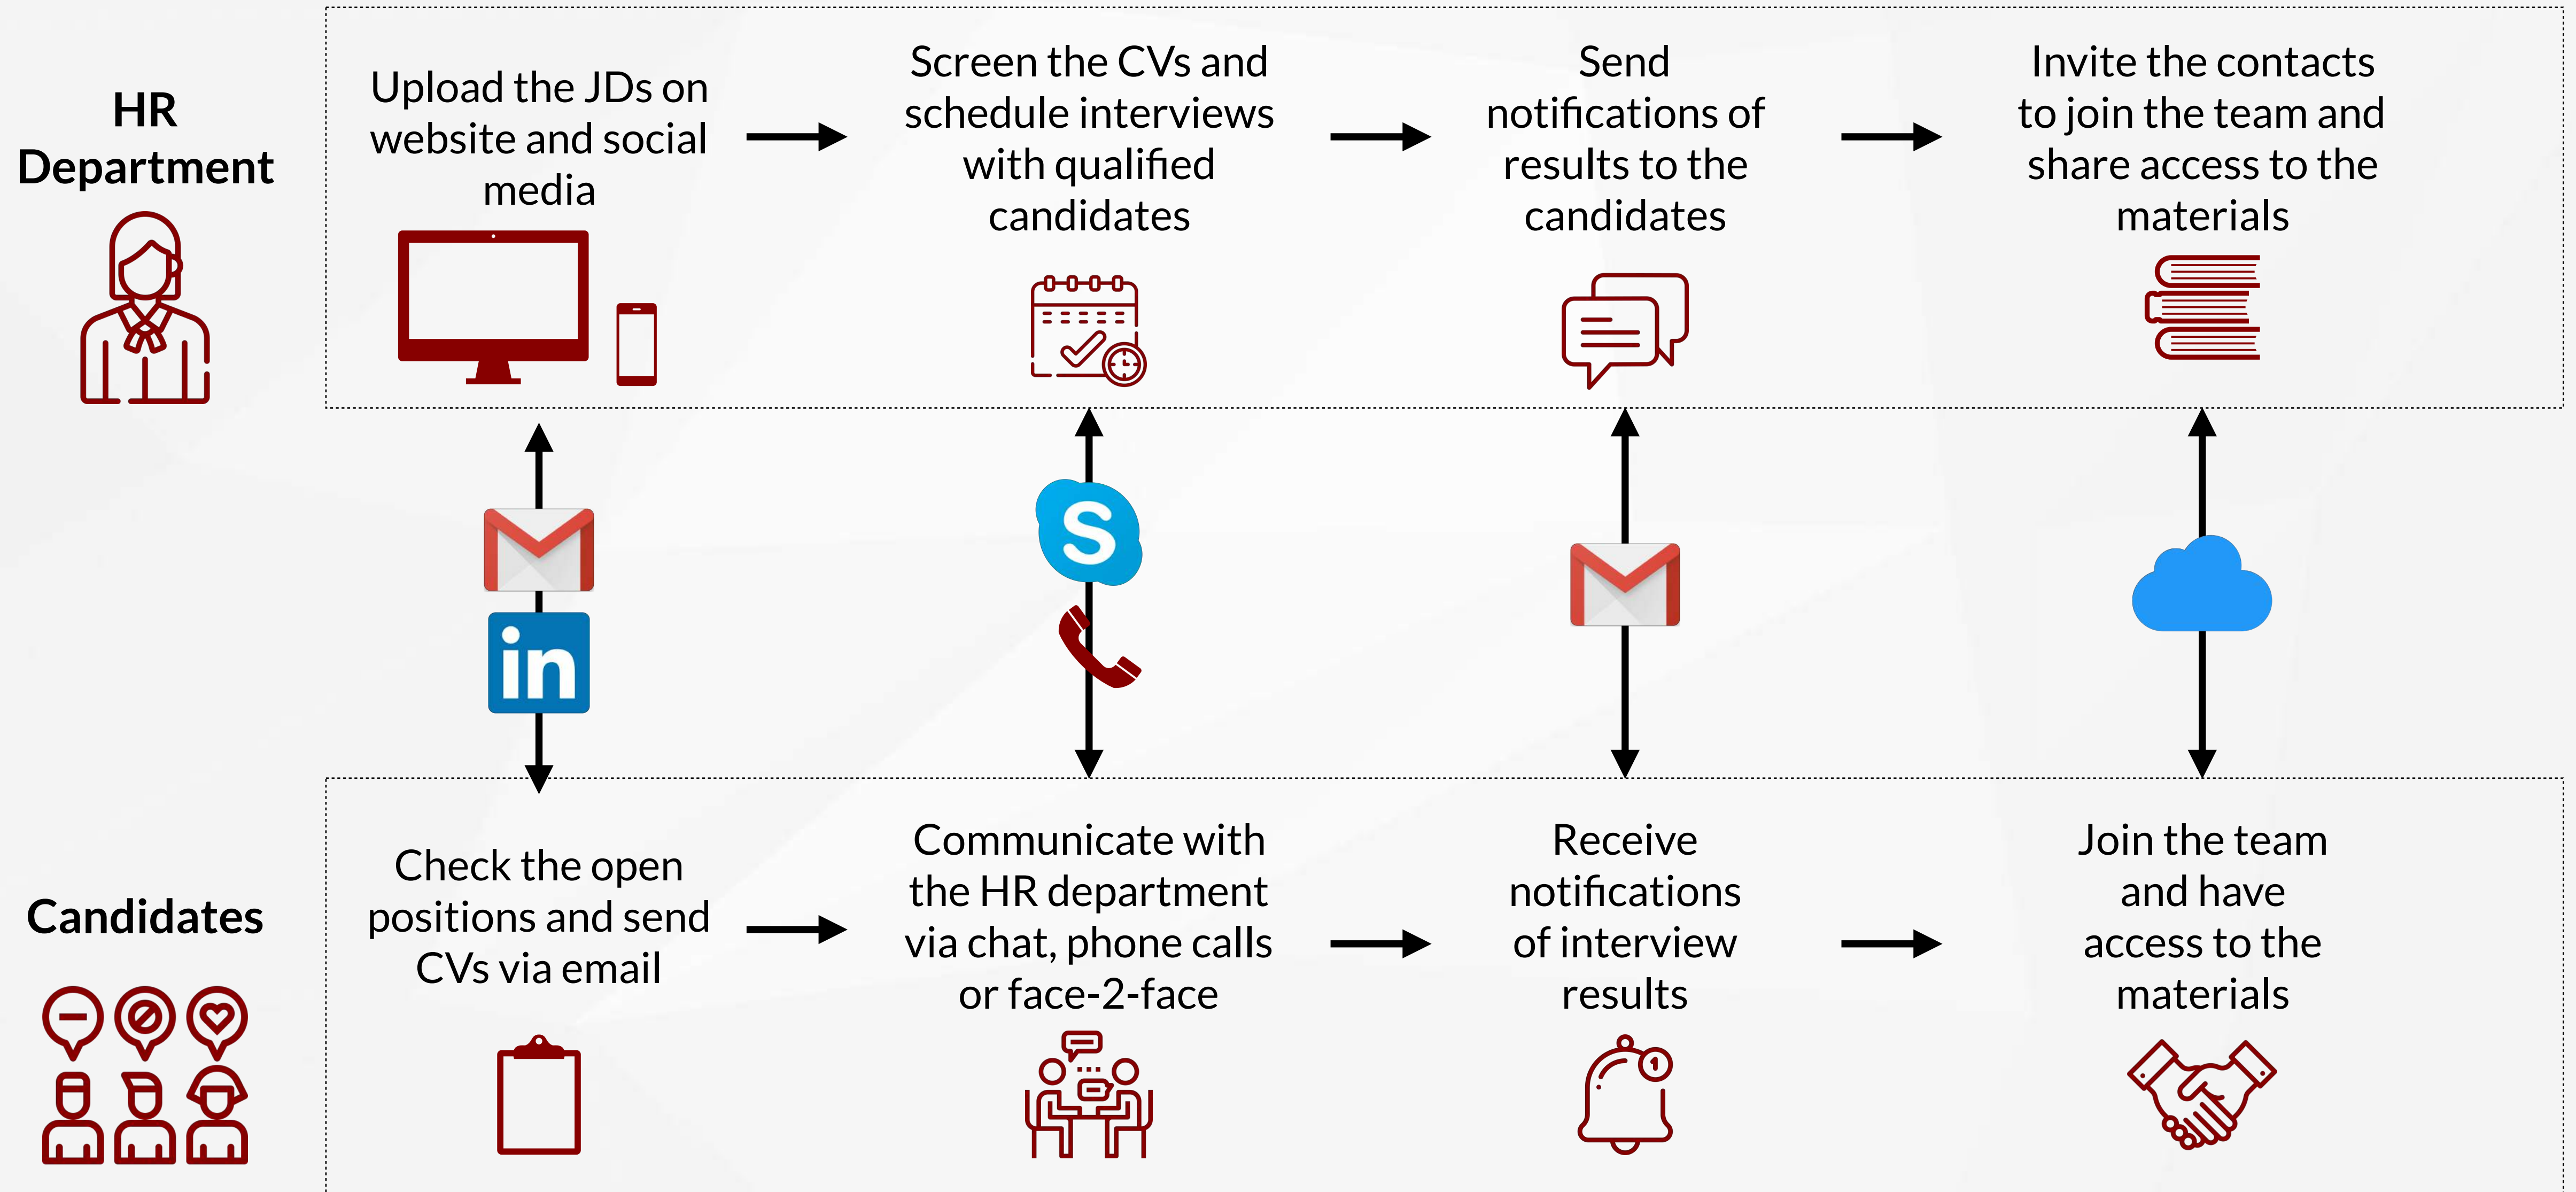 HR
Department
Upload the JDs on
website and social
media
Screen the CVs and
schedule interviews
with qualified
candidates
Send
notifications of
results to the
candidates
Invite the contacts
to join the team and
share access to the
materials
S
in
Candidates
Check the open
positions and send
CVs via email
Communicate with
the HR department
via chat, phone calls
or face-2-face
Receive
notifications
of interview
results
1
Join the team
and have
access to the
materials